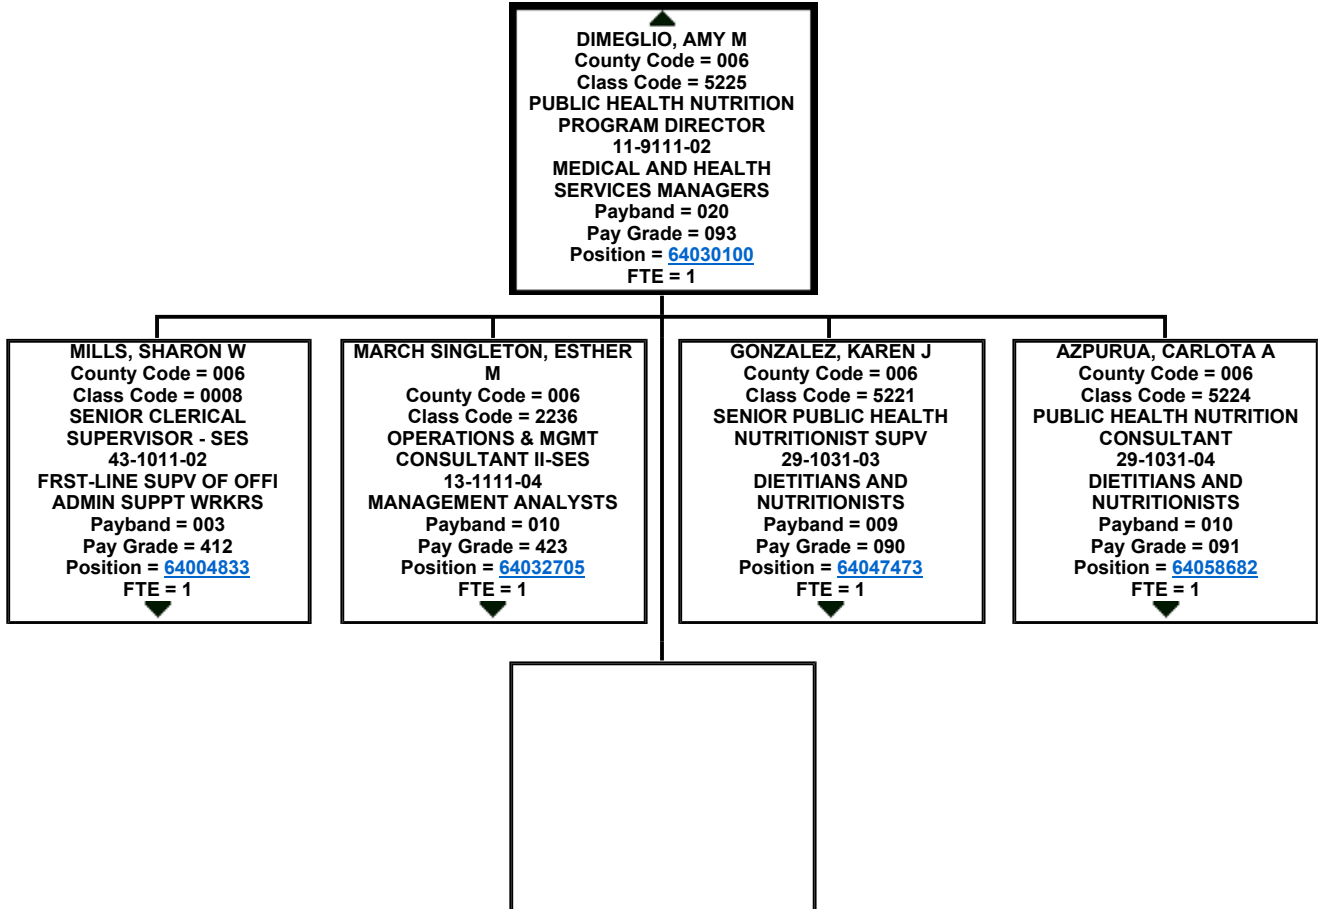 DIMEGLIO, AMY M
County Code = 006
Class Code = 5225
PUBLIC HEALTH NUTRITION
PROGRAM DIRECTOR
11-9111-02
MEDICAL AND HEALTH
SERVICES MANAGERS
Payband = 020
Pay Grade = 093
Position = 64030100
FTE = 1
MILLS, SHARON W
County Code = 006
Class Code = 0008
SENIOR CLERICAL
SUPERVISOR - SES
43-1011-02
FRST-LINE SUPV OF OFFI
ADMIN SUPPT WRKRS
Payband = 003
Pay Grade = 412
Position = 64004833
FTE = 1
MARCH SINGLETON, ESTHER
M
County Code = 006
Class Code = 2236
OPERATIONS & MGMT
CONSULTANT II-SES
13-1111-04
MANAGEMENT ANALYSTS
Payband = 010
Pay Grade = 423
Position = 64032705
FTE = 1
GONZALEZ, KAREN J
County Code = 006
Class Code = 5221
SENIOR PUBLIC HEALTH
NUTRITIONIST SUPV
29-1031-03
DIETITIANS AND
NUTRITIONISTS
Payband = 009
Pay Grade = 090
Position = 64047473
FTE = 1
AZPURUA, CARLOTA A
County Code = 006
Class Code = 5224
PUBLIC HEALTH NUTRITION
CONSULTANT
29-1031-04
DIETITIANS AND
NUTRITIONISTS
Payband = 010
Pay Grade = 091
Position = 64058682
FTE = 1